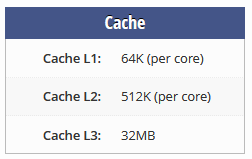 Cache
Cache L1: 64K (per core)
Cache L2: 512K (per core)
Cache L3: 32MB